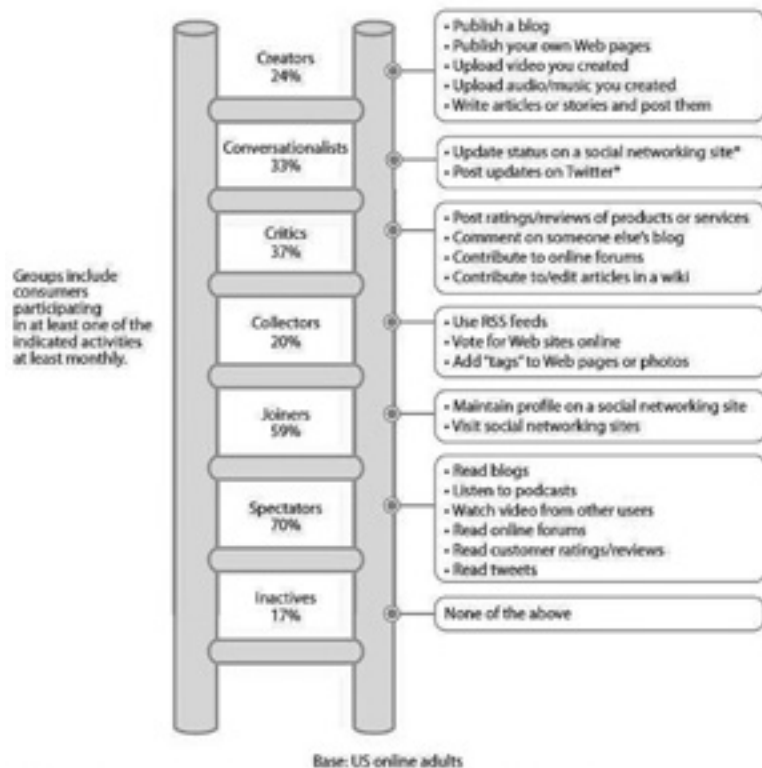 Creators
24%
• Publish a blog
• Publish your own Web pages
• Upload video you created
• Upload audio/music you created
• Write articles or stories and post them
Conversationalists
33%
• Update status on a social networking site*
• Post updates on Twitter*
Critics
37%
• Post ratings/reviews of products or services
• Comment on someone else's blog
• Contribute to online forums
• Contribute to/edit articles in a wiki
Groups include
consumers
participating
in at least one of the
indicated activities
at least monthly.
Collectors
20%
• Use RSS feeds
• Vote for Web sites online
• Add "tags" to Web pages or photos
Joiners
59%
• Maintain profile on a social networking site
• Visit social networking sites
Spectators
70%
• Read blogs
• Listen to podcasts
• Watch video from other users
• Read online forums
• Read customer ratings/reviews
• Read tweets
Inactives
17%
None of the above
Base: US online adults